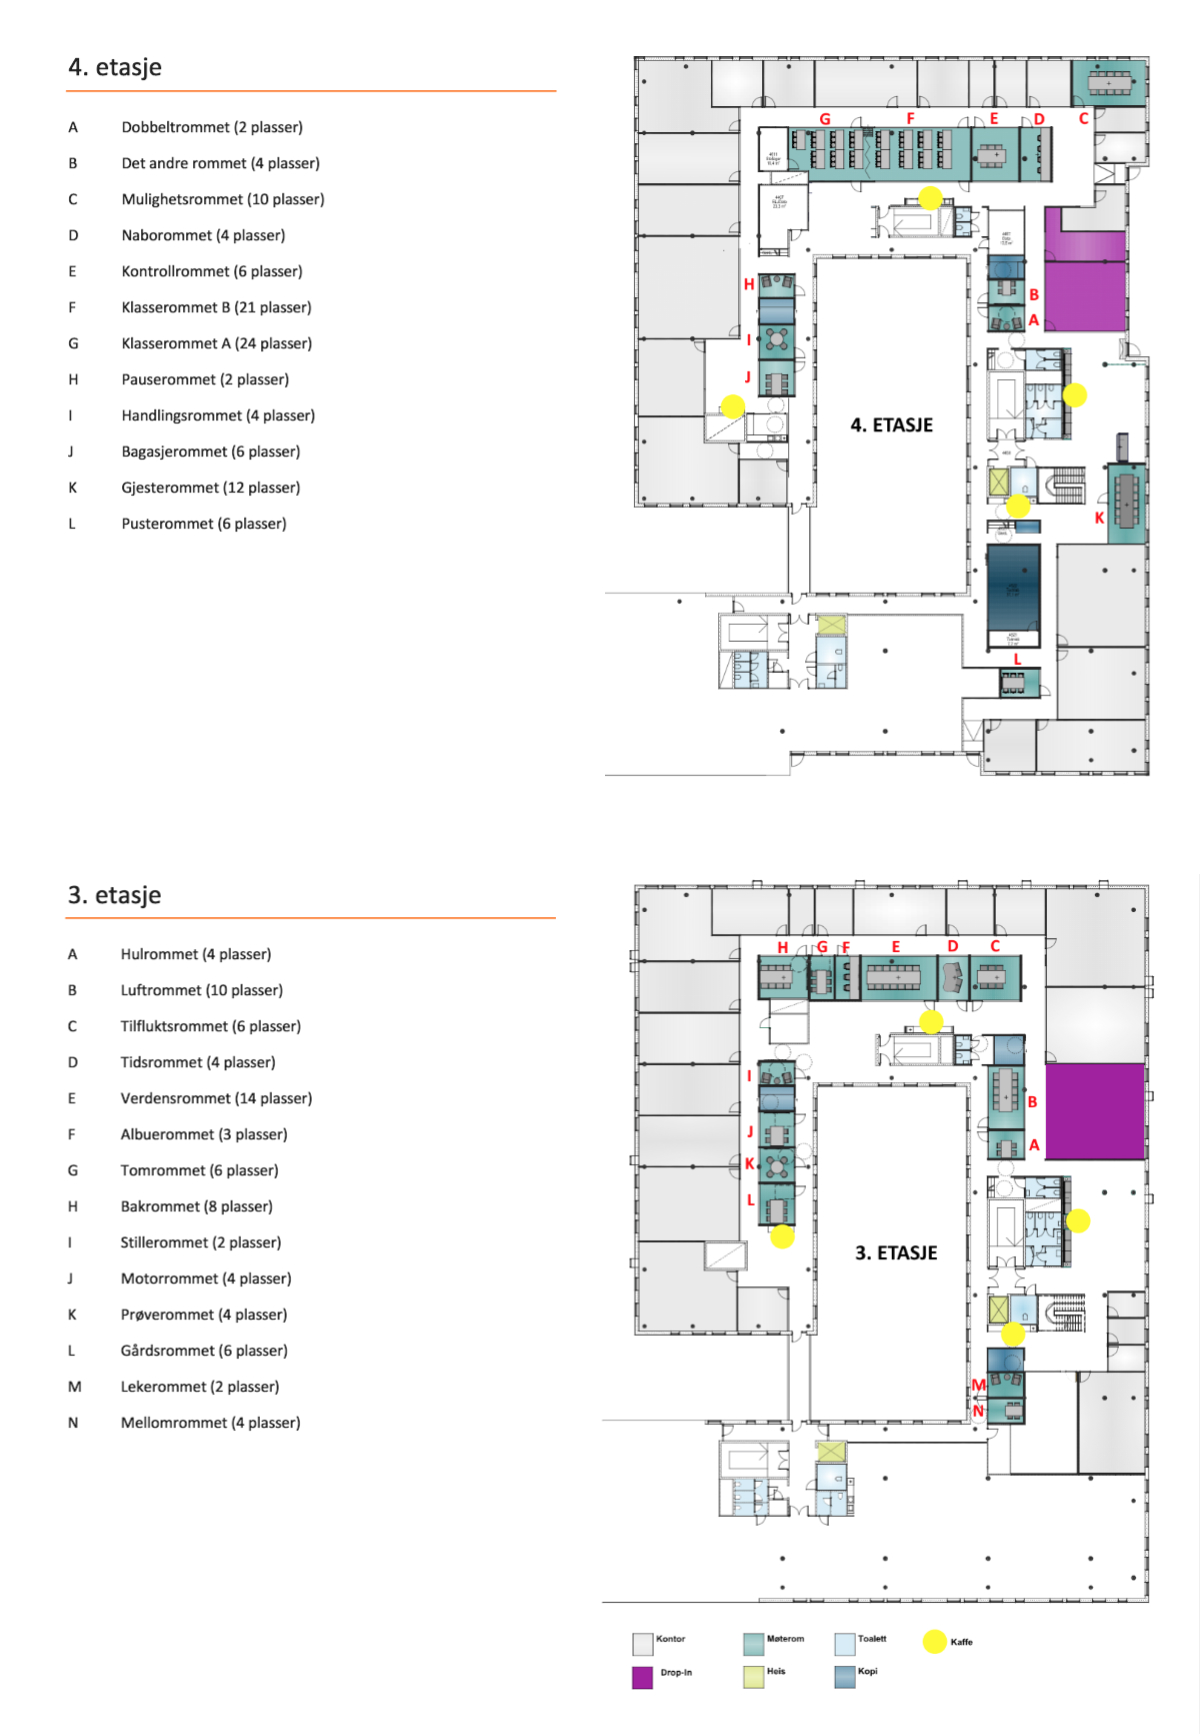 4. etasje
A Dobbeltrommet (2 plasser)
B Det andre rommet (4 plasser)
C Mulighetsrommet (10 plasser)
D Naborommet (4 plasser)
E Kontrollrommet (6 plasser)
F Klasserommet B (21 plasser)
G Klasserommet A (24 plasser)
H Pauserommet (2 plasser)
I Handlingsrommet (4 plasser)
J Bagasjerommet (6 plasser)
K Gjesterommet (12 plasser)
L Pusterommet (6 plasser)
G F E D C
H
B
A
I
J
4. ETASJE
K
L
3. etasje
A Hulrommet (4 plasser)
B Luftrommet (10 plasser)
C Tilfluktsrommet (6 plasser)
D Tidsrommet (4 plasser)
E Verdensrommet (14 plasser)
F Albuerommet (3 plasser)
G Tomrommet (6 plasser)
H Bakrommet (8 plasser)
I Stillerommet (2 plasser)
J Motorrommet (4 plasser)
K Prøverommet (4 plasser)
L Gårdsrommet (6 plasser)
M Lekerommet (2 plasser)
N Mellomrommet (4 plasser)
H G F E D C
I
B
J
A
K
L
3. ETASJE
M
N
Kontor Møterom Toalett Kaffe
Drop-In Heis Kopi